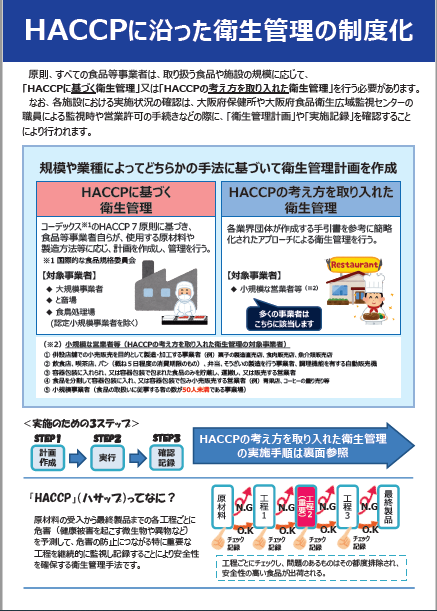 HACCPに沿った衛生管理の制度化
原則、すべての食品等事業者は、取り扱う食品や施設の規模に応じて、
「HACCPに基づく衛生管理」又は「HACCPの考え方を取り入れた衛生管理」を行う必要があります。
なお、各施設における実施状況の確認は、大阪府保健所や大阪府食品衛生広域監視センターの
職員による監視時や営業許可の手続きなどの際に、「衛生管理計画」や「実施記録」を確認すること
により行われます。
規模や業種によってどちらかの手法に基づいて衛生管理計画を作成
HACCPに基づく
衛生管理
コーデックス※1のHACCP７原則に基づき、
食品等事業者自らが、使用する原材料や
製造方法等に応じ、計画を作成し、管理を行う。
※１ 国際的な食品規格委員会
【対象事業者】
◆ 大規模事業者
◆ と畜場
◆ 食鳥処理場
(認定小規模事業者を除く)
HACCPの考え方を取り入れた
衛生管理
各業界団体が作成する手引書を参考に簡略
化されたアプローチによる衛生管理を行う。
【対象事業者】
◆ 小規模な営業者等（※2）
Restaurant
多くの事業者は
こちらに該当します
（※2）小規模な営業者等（HACCPの考え方を取り入れた衛生管理の対象事業者）
① 併設店舗での小売販売を目的として製造・加工する事業者（例）菓子の製造直売店、食肉販売店、魚介類販売店
② 飲食店、喫茶店、パン（概ね５日程度の消費期限のもの）、弁当、そうざいの製造を行う事業者、調理機能を有する自動販売機
③ 容器包装に入れられ、又は容器包装で包まれた食品のみを貯蔵し、運搬し、又は販売する営業者
④ 食品を分割して容器包装に入れ、又は容器包装で包み小売販売する営業者（例）青果店、コーヒーの量り売り等
⑤ 小規模事業者（食品の取扱いに従事する者の数が50人未満である事業場）
＜実施のための３ステップ＞
STEP1
計画
作成
STEP2
実行
STEP3
確認
記録
HACCPの考え方を取り入れた衛生管理
の実施手順は裏面参照
「HACCP」（ハサップ）ってなに？
原材料の受入から最終製品までの各工程ごとに
危害（健康被害を起こす微生物や異物など）
を予測して、危害の防止につながる特に重要な
工程を継続的に監視し記録することにより安全性
を確保する衛生管理手法です。
原材料
N.G
O.K
チェック
記録
工程１
N.G
O.K
チェック
記録
工程２
（重要）
N.G
O.K
チェック
記録
工程３
N.G
O.K
チェック
記録
最終製品
工程ごとにチェックし、問題のあるものはその都度排除され、
安全性の高い食品が出荷される。